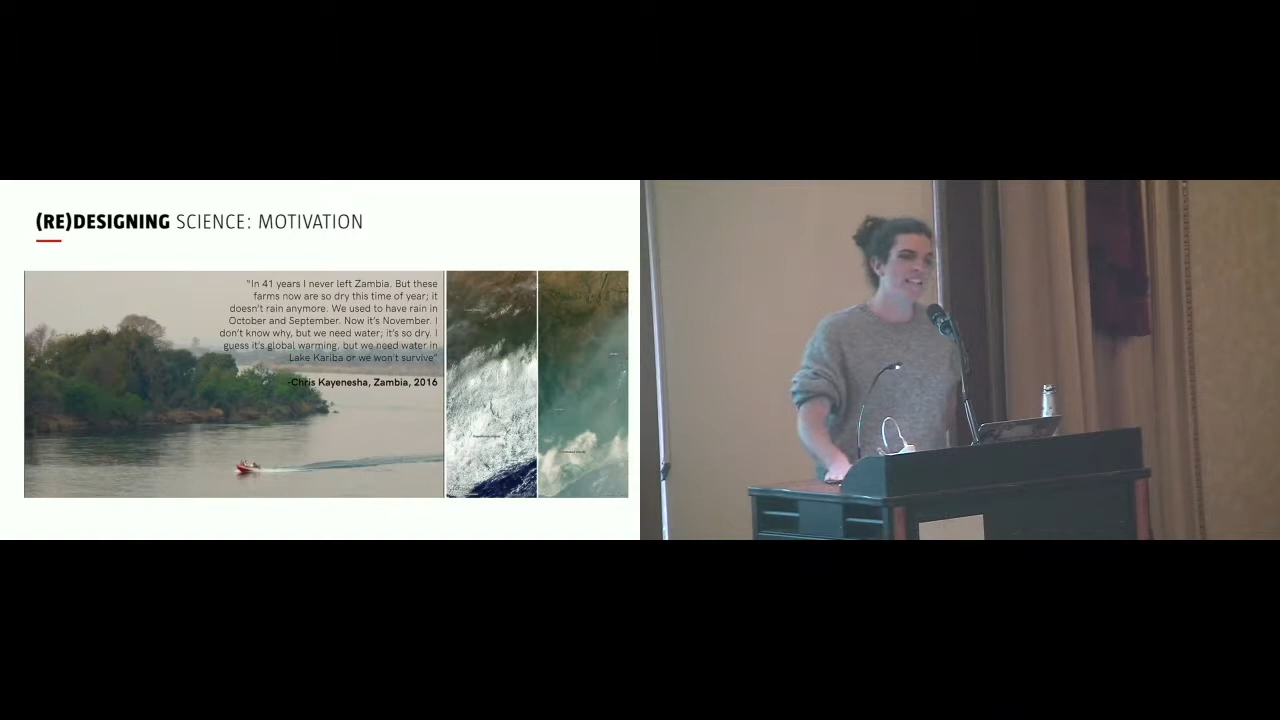 (RE)DESIGNING SCIENCE: MOTIVATION
"In 41 years I never left Zambia. But these
farms now are so dry this time of year; it
doesn't rain anymore. We used to have rain in
October and September. Now it's November. I
don't know why, but we need water; it's so dry. I
guess it's global warming, but we need water in
Lake Kariba or we won't survive"
-Chris Kayenesha, Zambia, 2016